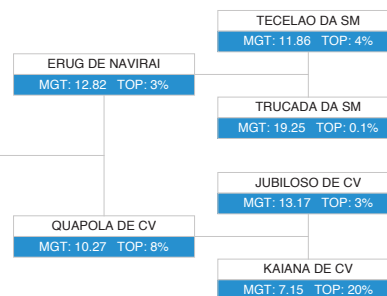 TECELAO DA SM
MGT: 11.86 TOP: 4%
ERUG DE NAVIRAI
MGT: 12.82 TOP: 3%
TRUCADA DA SM
MGT: 19.25 TOP: 0.1%
JUBILOSO DE CV
MGT: 13.17 TOP: 3%
QUAPOLA DE CV
MGT: 10.27 TOP: 8%
KAIANA DE CV
MGT: 7.15 TOP: 20%